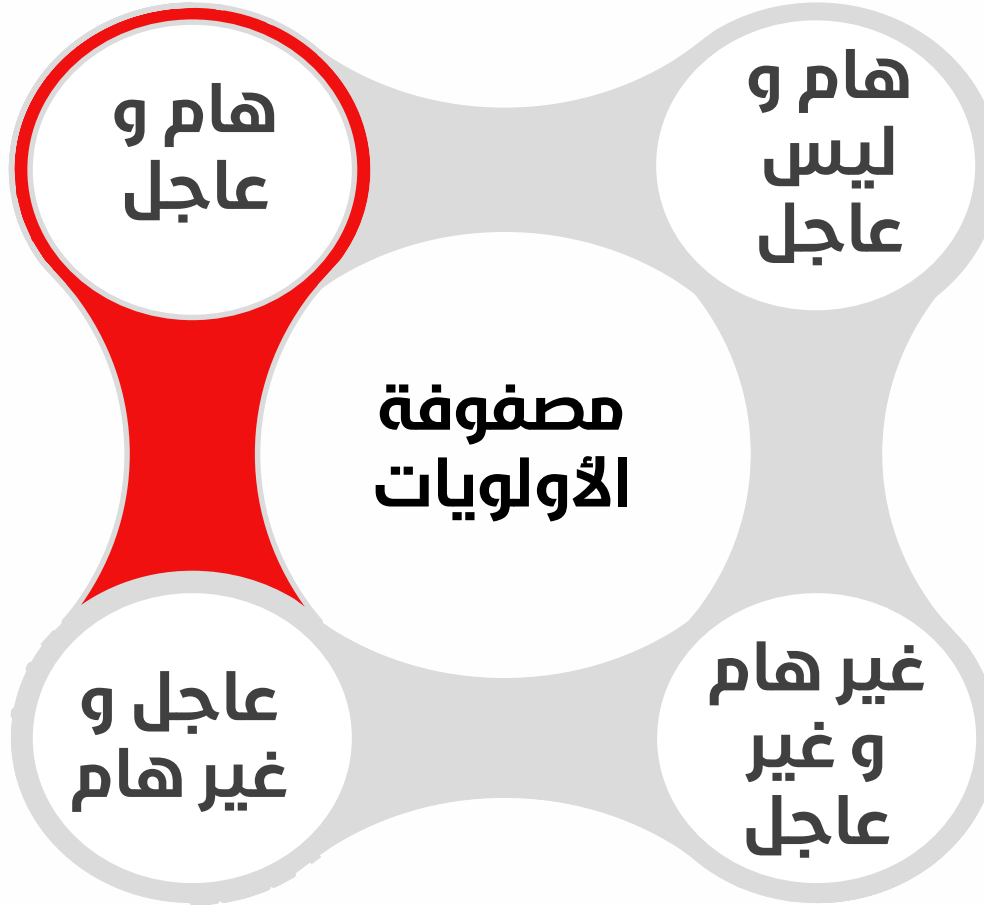 هام و
ليس
عاجل
هام و
عاجل
مصفوفة
الأولويات
غير هام
و غير
عاجل
عاجل و
غير هام